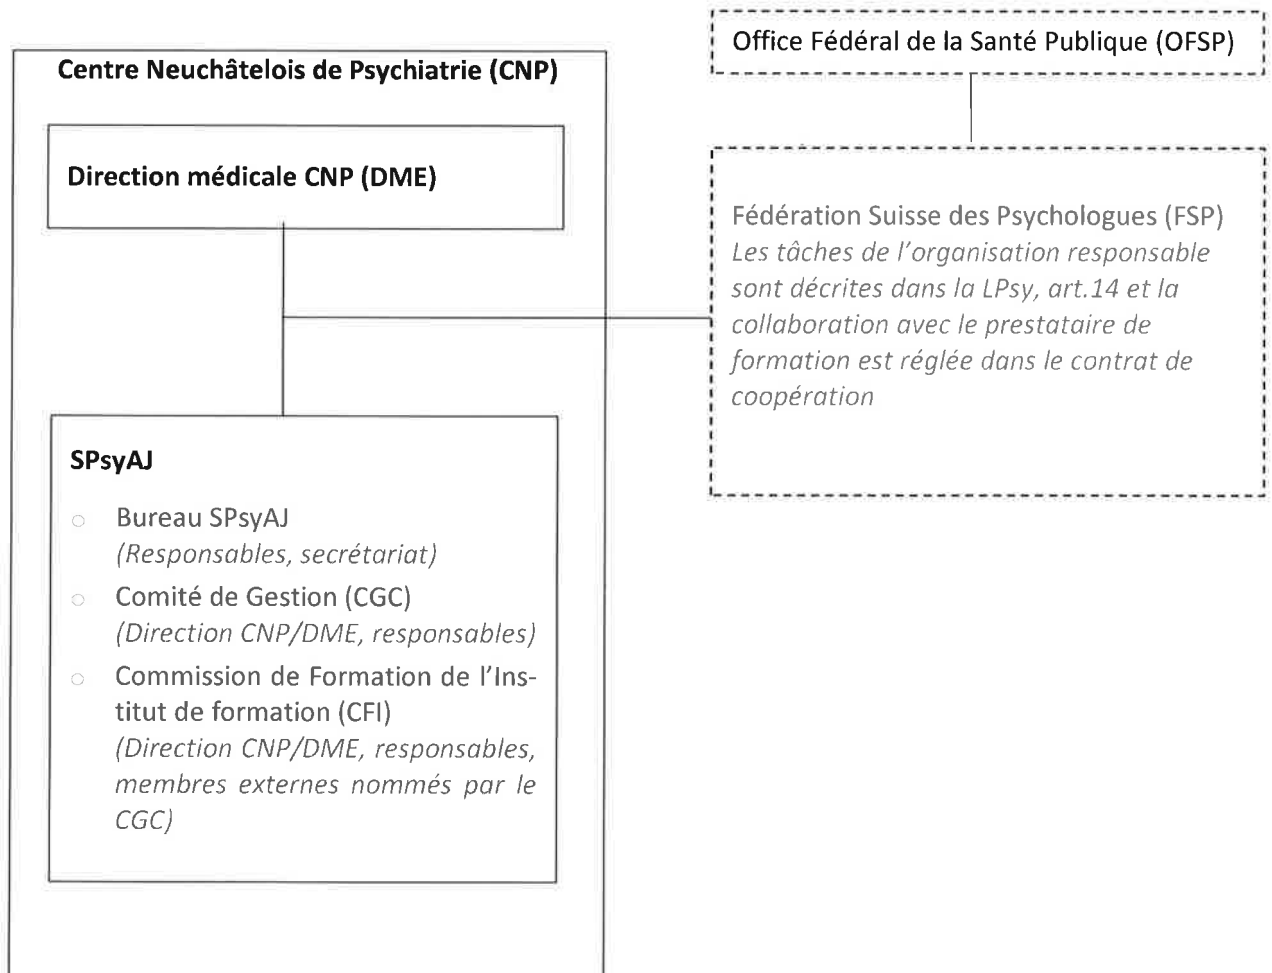 Centre Neuchâtelois de Psychiatrie (CNP)
Direction médicale CNP (DME)
SPsyAJ
○ Bureau SPsyAJ
(Responsables, secrétariat)
○ Comité de Gestion (CGC)
(Direction CNP/DME, responsables)
○ Commission de Formation de l'Ins-
titut de formation (CFI)
(Direction CNP/DME, responsables,
membres externes nommés par le
CGC)
Office Fédéral de la Santé Publique (OFSP)
Fédération Suisse des Psychologues (FSP)
Les tâches de l'organisation responsable
sont décrites dans la LPsy, art.14 et la
collaboration avec le prestataire de
formation est réglée dans le contrat de
coopération